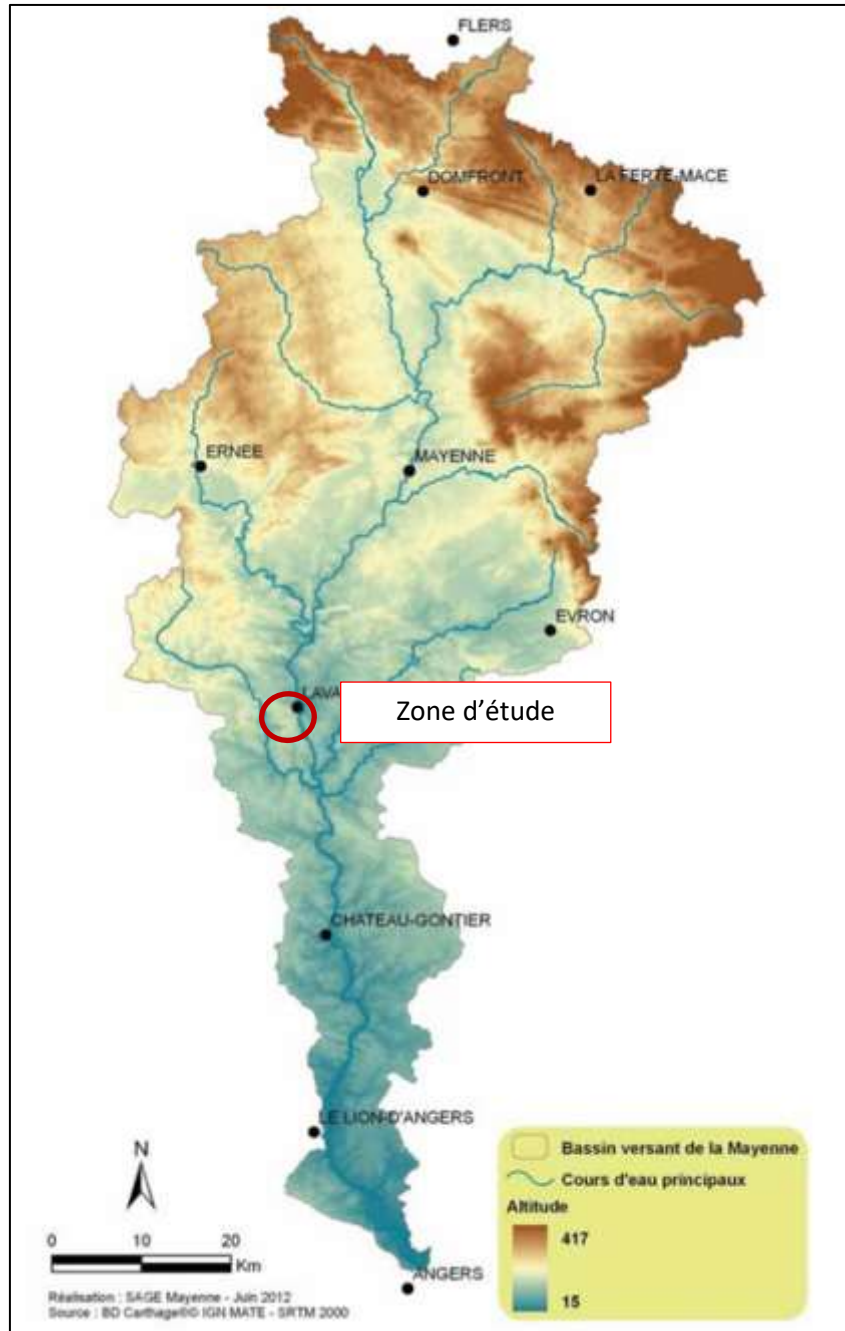 FLERS
DOMFRONT
LA FERTE-MACE
ERNEE
MAYENNE
EVRON
LAVA
Zone d'étude
CHATEAU-GONTIER
LE LION-D'ANGERS
N
Bassin versant de la Mayenne
Cours d'eau principaux
Altitude
417
15
0 10 20
Km
ANGERS
Réalisation : SAGE Mayenne - Juin 2012
Source : BD Carthage®© IGN MATE - SRTM 2000